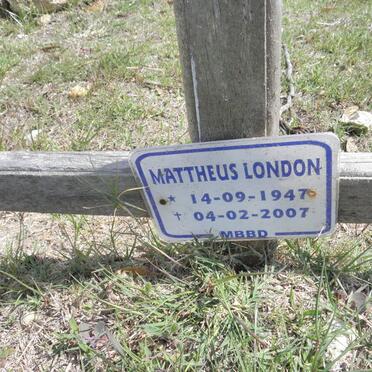 MATTHEUS LONDON
* 14-09-1947
† 04-02-2007
MBBD